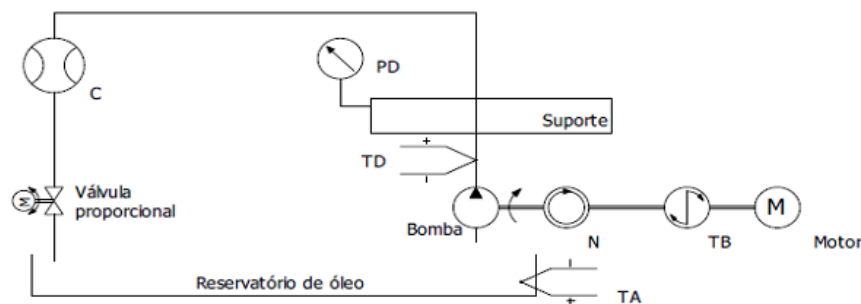 PD
C
Suporte
TD
M
Válvula
proporcional
M
Bomba
N
TB
Motor
Reservatório de óleo
TA